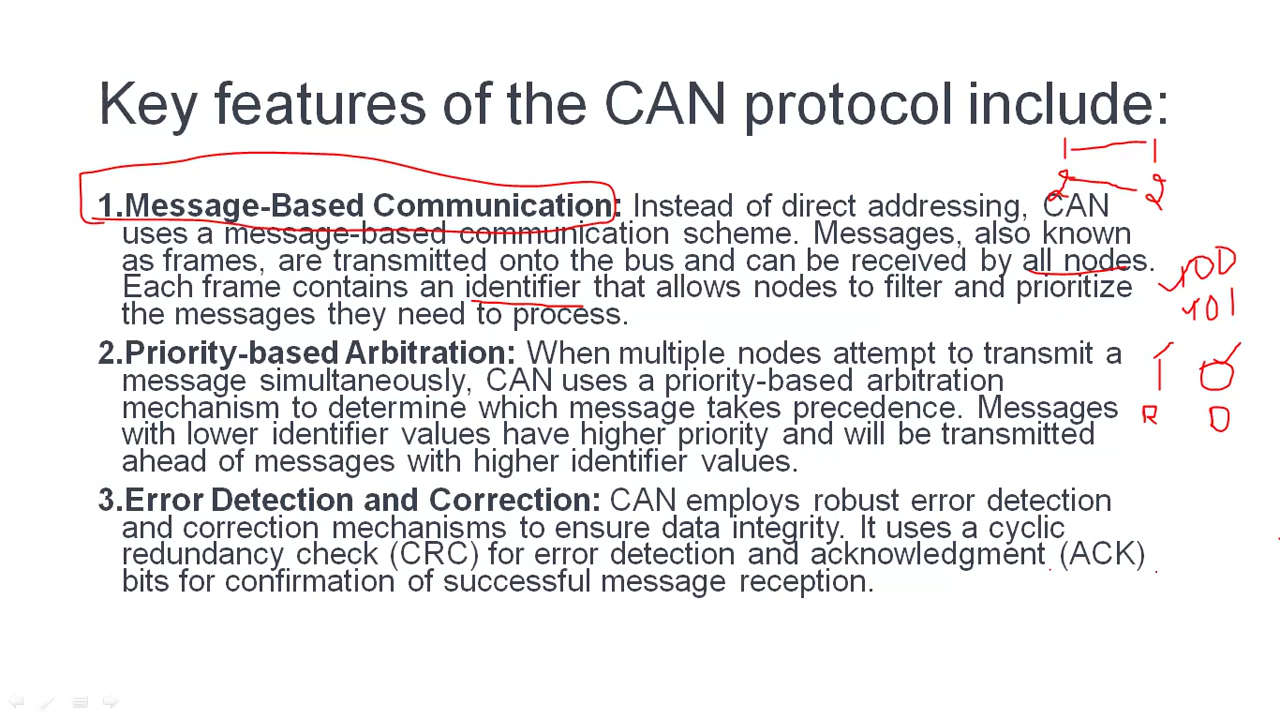 Key features of the CAN protocol include:
1 1
2 2
1.Message-Based Communication: Instead of direct addressing, CAN
uses a message-based communication scheme. Messages, also known
as frames, are transmitted onto the bus and can be received by all nodes.
Each frame contains an identifier that allows nodes to filter and prioritize
the messages they need to process.
100
101
2.Priority-based Arbitration: When multiple nodes attempt to transmit a
message simultaneously, CAN uses a priority-based arbitration
mechanism to determine which message takes precedence. Messages
with lower identifier values have higher priority and will be transmitted
ahead of messages with higher identifier values.
1 0
R D
3.Error Detection and Correction: CAN employs robust error detection
and correction mechanisms to ensure data integrity. It uses a cyclic
redundancy check (CRC) for error detection and acknowledgment (ACK)
bits for confirmation of successful message reception.